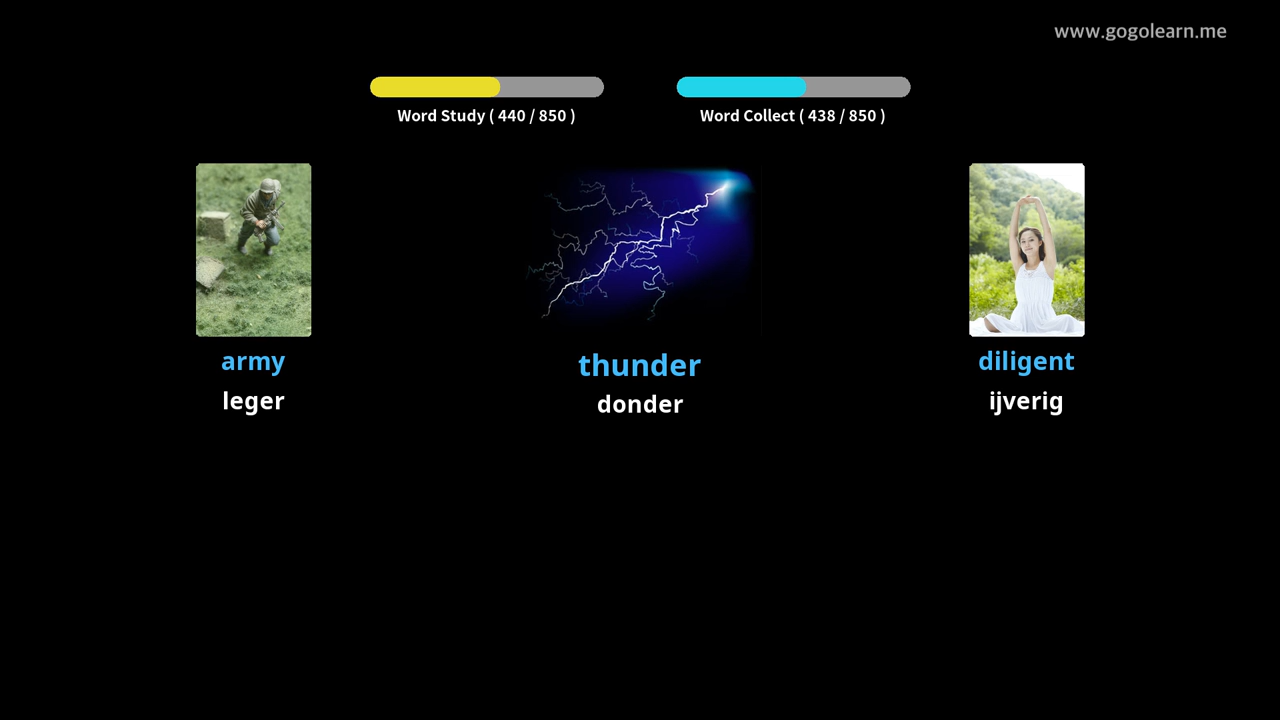 www.gogolearn.me
Word Study ( 440 / 850 )
Word Collect ( 438 / 850 )
army
leger
thunder
donder
diligent
ijverig